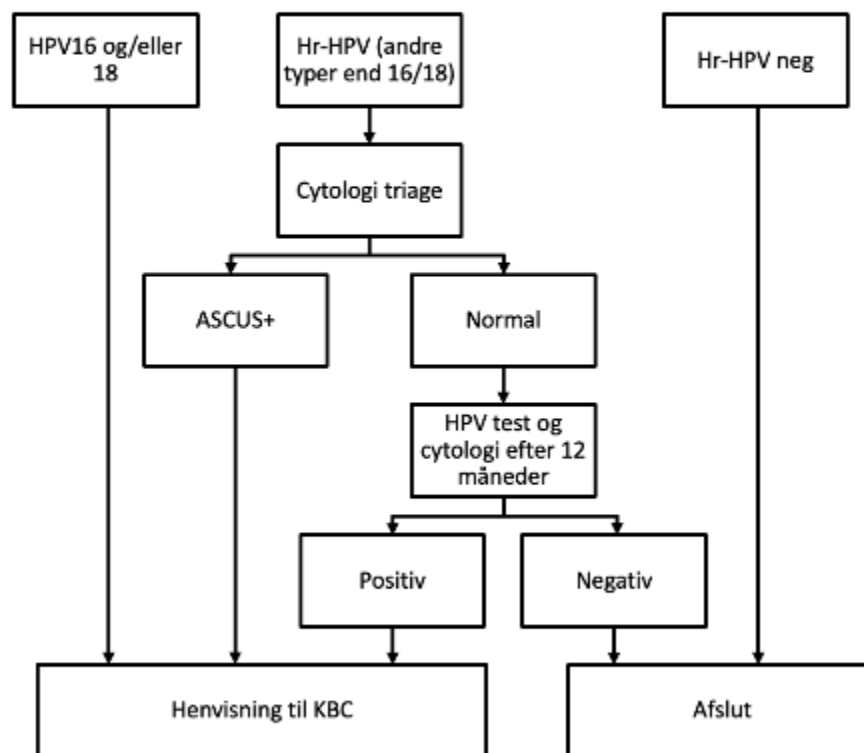 HPV16 og/eller
18
Hr-HPV (andre
typer end 16/18)
Hr-HPV neg
Cytologi triage
ASCUS+
Normal
HPV test og
cytologi efter 12
måneder
Positiv
Negativ
Henvisning til KBC
Afslut